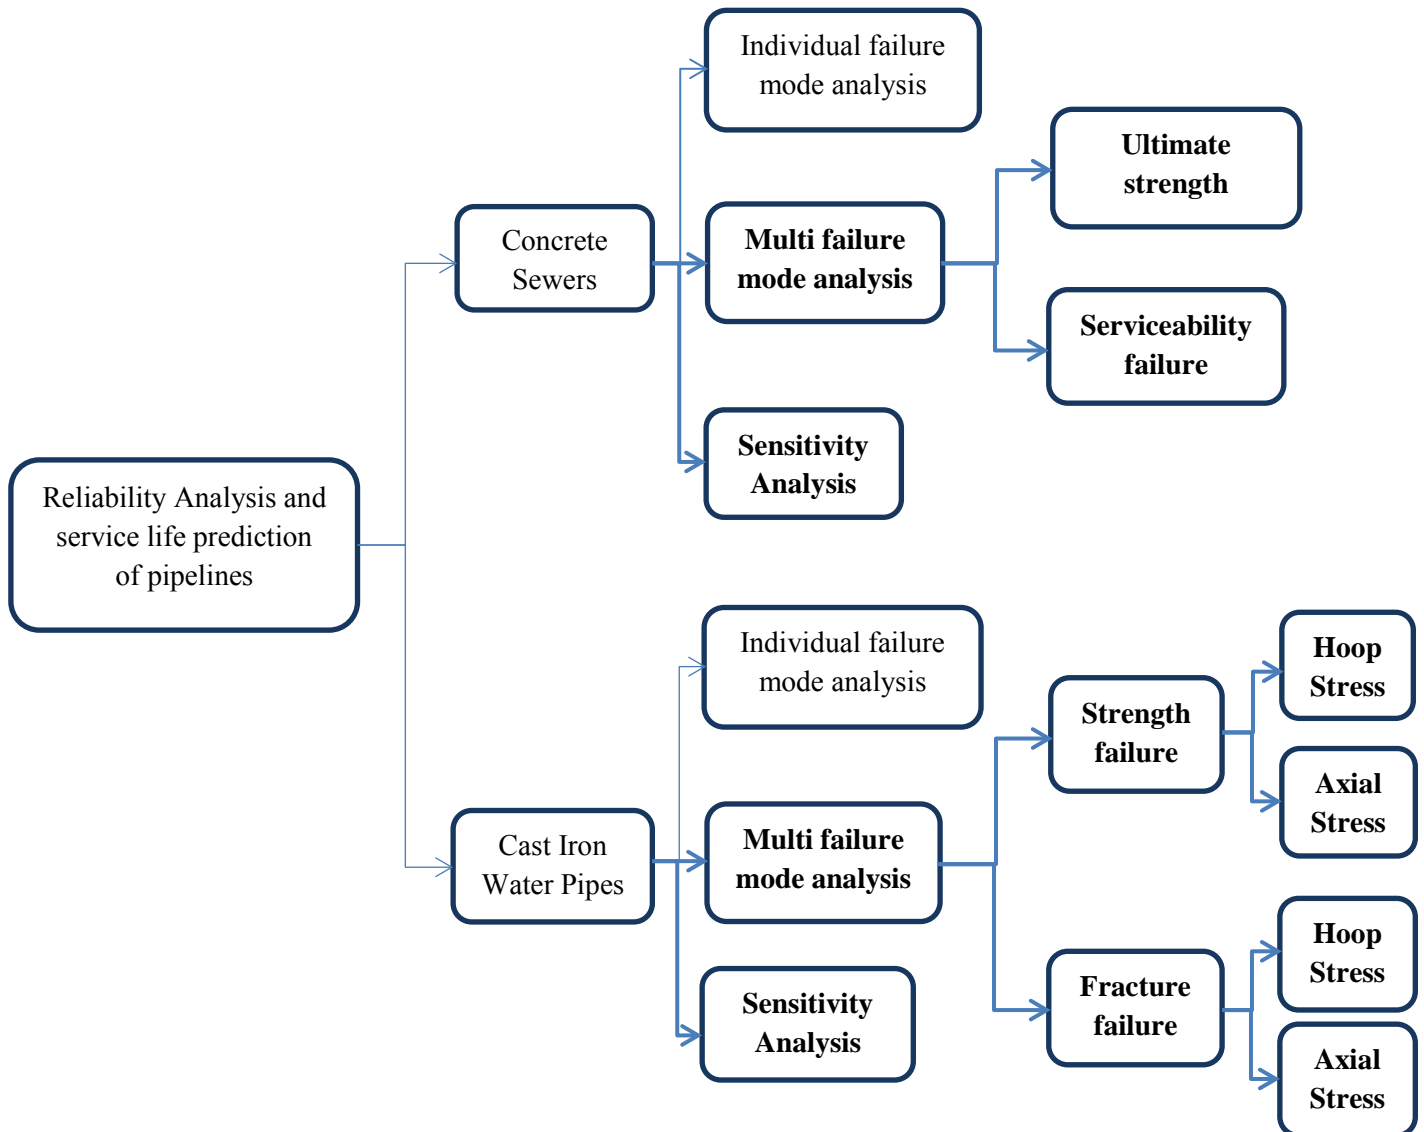 Individual failure
mode analysis
Ultimate
strength
Concrete
Sewers
Multi failure
mode analysis
Serviceability
failure
Sensitivity
Analysis
Reliability Analysis and
service life prediction
of pipelines
Individual failure
mode analysis
Hoop
Stress
Strength
failure
Axial
Stress
Cast Iron
Water Pipes
Multi failure
mode analysis
Hoop
Stress
Sensitivity
Analysis
Fracture
failure
Axial
Stress